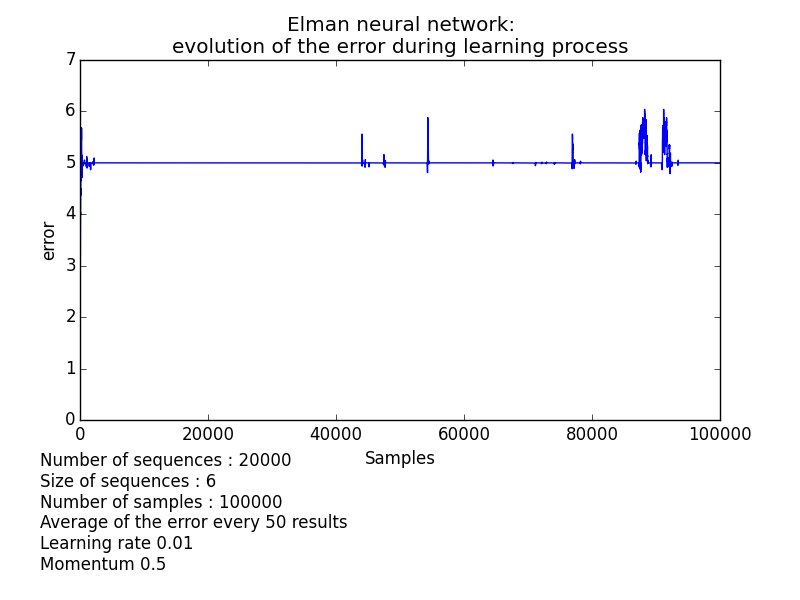 Elman neural network:
evolution of the error during learning process
7
6
5
4
3
2
1
0
error
0 20000 40000 60000 80000 100000
Samples
Number of sequences : 20000
Size of sequences : 6
Number of samples : 100000
Average of the error every 50 results
Learning rate 0.01
Momentum 0.5